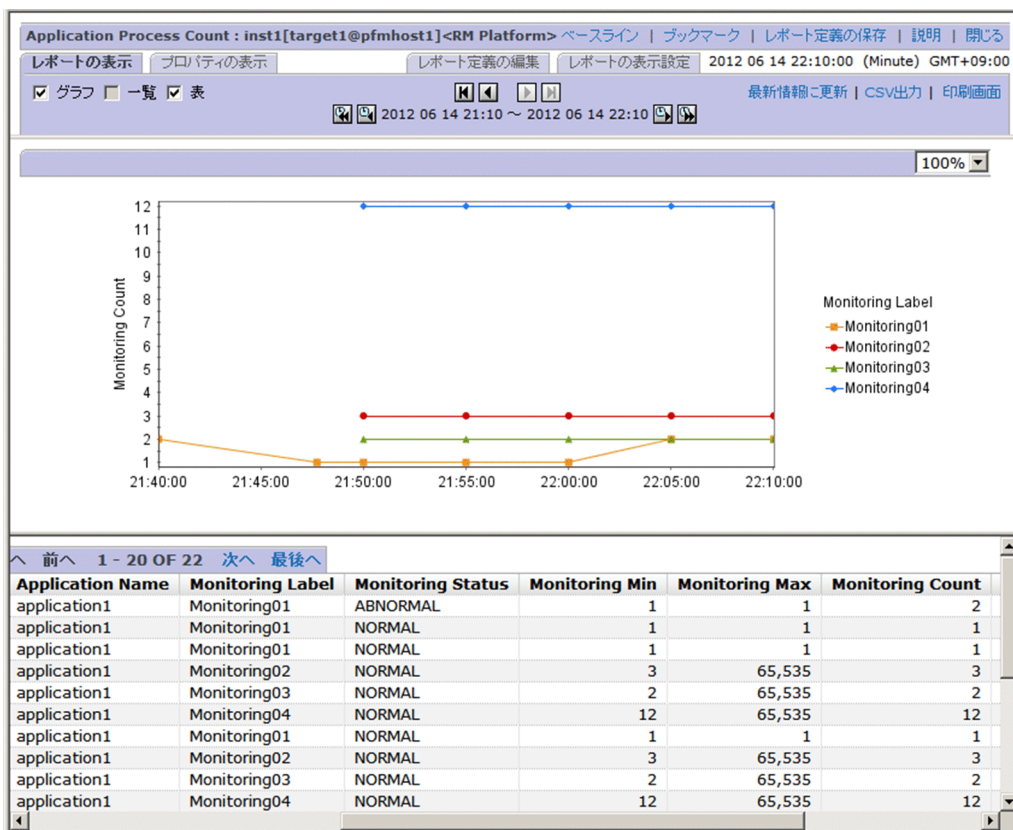 Application Process Count : inst1[target1@pfmhost1]<RM Platform> ベースライン | ブックマーク | レポート定義の保存 | 説明 | 閉じる
レポートの表示 プロパティの表示 レポート定義の編集 レポートの表示設定 2012 06 14 22:10:00 (Minute) GMT+09:00
グラフ 一覧 表 最新情報に更新 | CSV出力 | 印刷画面
2012 06 14 21:10 ～ 2012 06 14 22:10
100%
12
11
10
9
8
7
6
5
4
3
2
1
Monitoring Count
21:40:00 21:45:00 21:50:00 21:55:00 22:00:00 22:05:00 22:10:00
Monitoring Label
Monitoring01
Monitoring02
Monitoring03
Monitoring04
へ 前へ 1 - 20 OF 22 次へ 最後へ
Application Name Monitoring Label Monitoring Status Monitoring Min Monitoring Max Monitoring Count
application1 Monitoring01 ABNORMAL 1 1 2
application1 Monitoring01 NORMAL 1 1 1
application1 Monitoring01 NORMAL 1 1 1
application1 Monitoring02 NORMAL 3 65,535 3
application1 Monitoring03 NORMAL 2 65,535 2
application1 Monitoring04 NORMAL 12 65,535 12
application1 Monitoring01 NORMAL 1 1 1
application1 Monitoring02 NORMAL 3 65,535 3
application1 Monitoring03 NORMAL 2 65,535 2
application1 Monitoring04 NORMAL 12 65,535 12